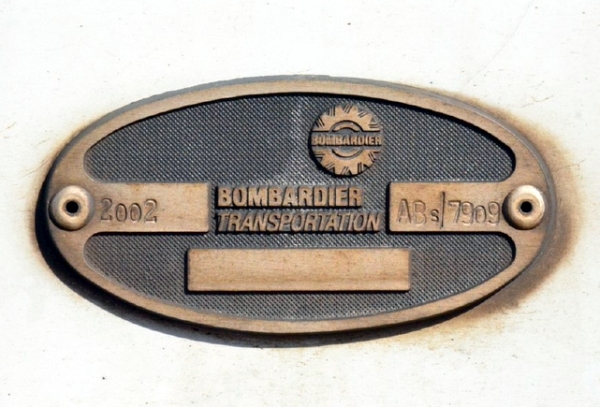 BOMBARDIER
2002
BOMBARDIER
TRANSPORTATION
ABs/7909